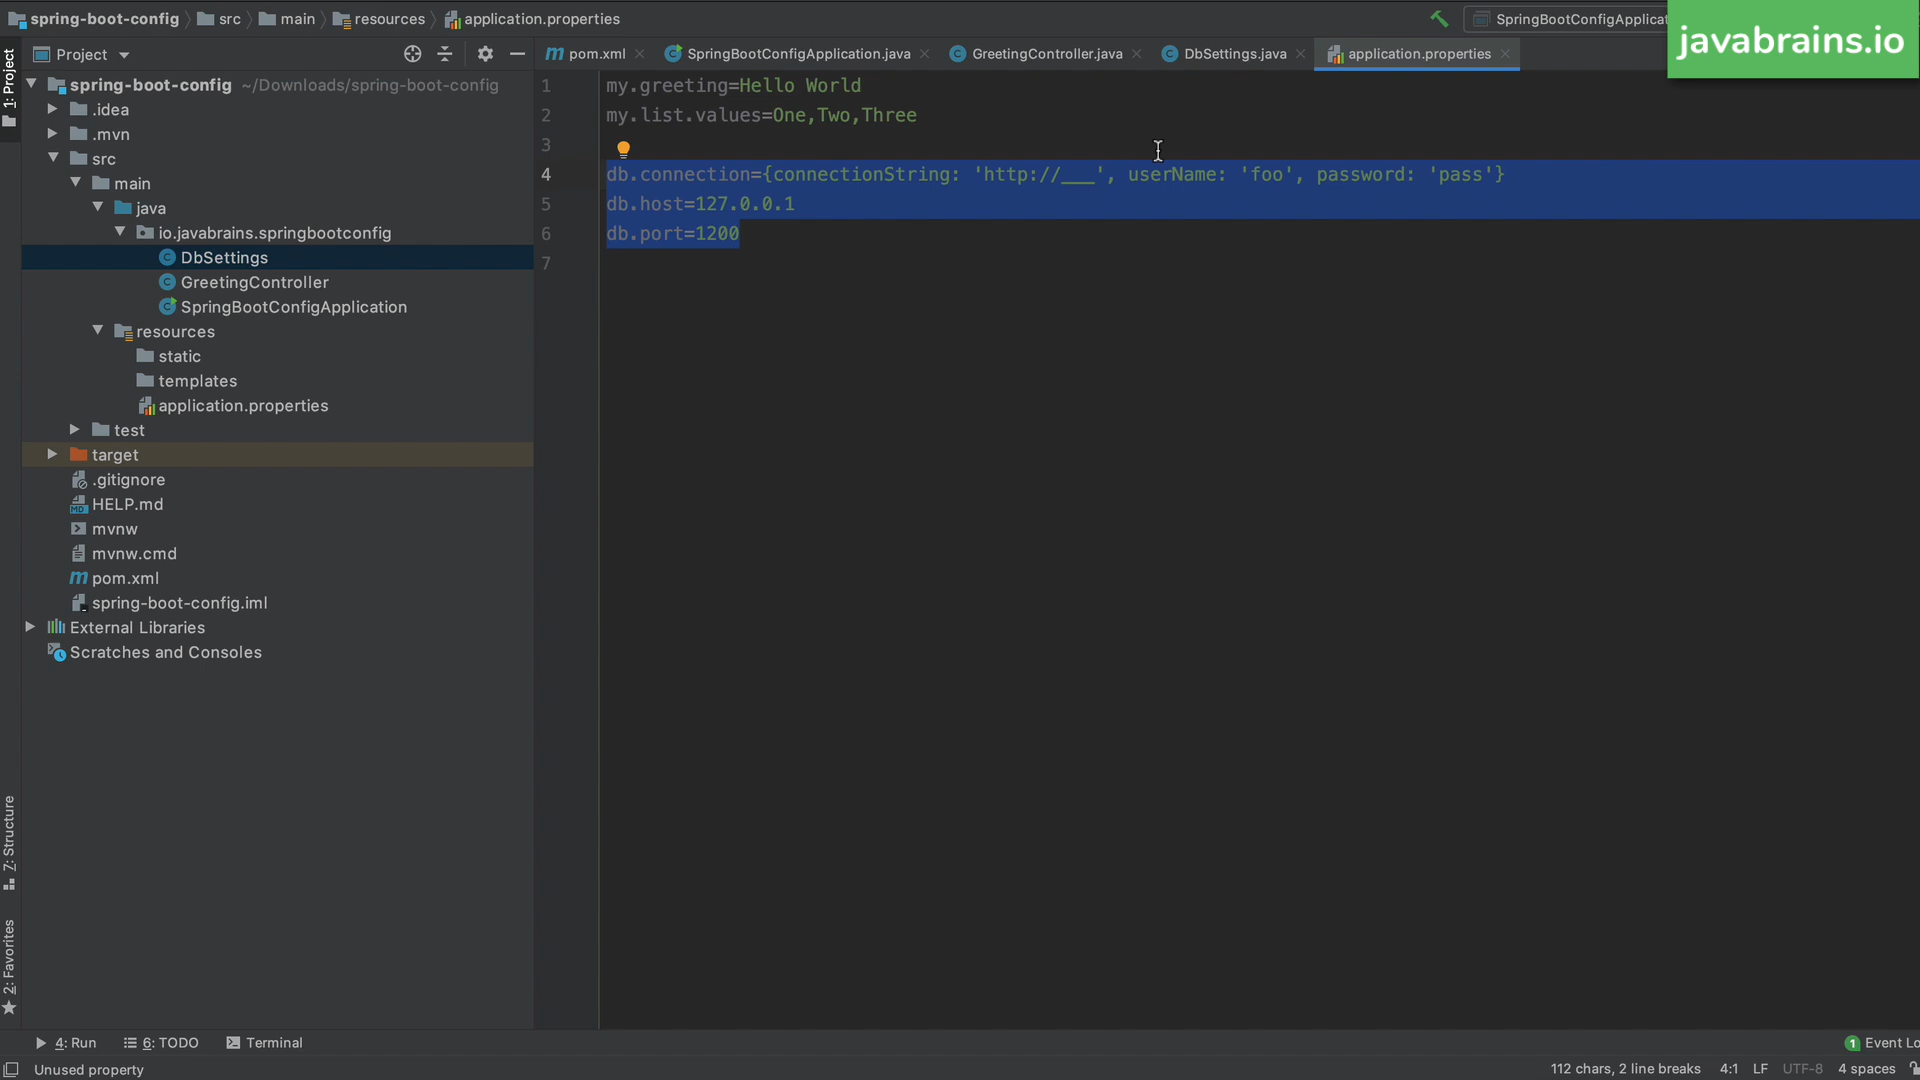 spring-boot-config src main resources application.properties
SpringBootConfigApplicat
javabrains.io
1: Project
Project
pom.xml SpringBootConfigApplication.java GreetingController.java DbSettings.java application.properties
spring-boot-config ~/Downloads/spring-boot-config
.idea
.mvn
src
main
java
io.javabrains.springbootconfig
DbSettings
GreetingController
SpringBootConfigApplication
resources
static
templates
application.properties
test
target
.gitignore
HELP.md
mvnw
mvnw.cmd
pom.xml
spring-boot-config.iml
External Libraries
Scratches and Consoles
1 my.greeting=Hello World
2 my.list.values=One,Two,Three
3
4 db.connection={connectionString: 'http://___', userName: 'foo', password: 'pass'}
5 db.host=127.0.0.1
6 db.port=1200
7
7: Structure
2: Favorites
4: Run 6: TODO Terminal
1 Event Lo
Unused property
112 chars, 2 line breaks 4:1 LF UTF-8 4 spaces